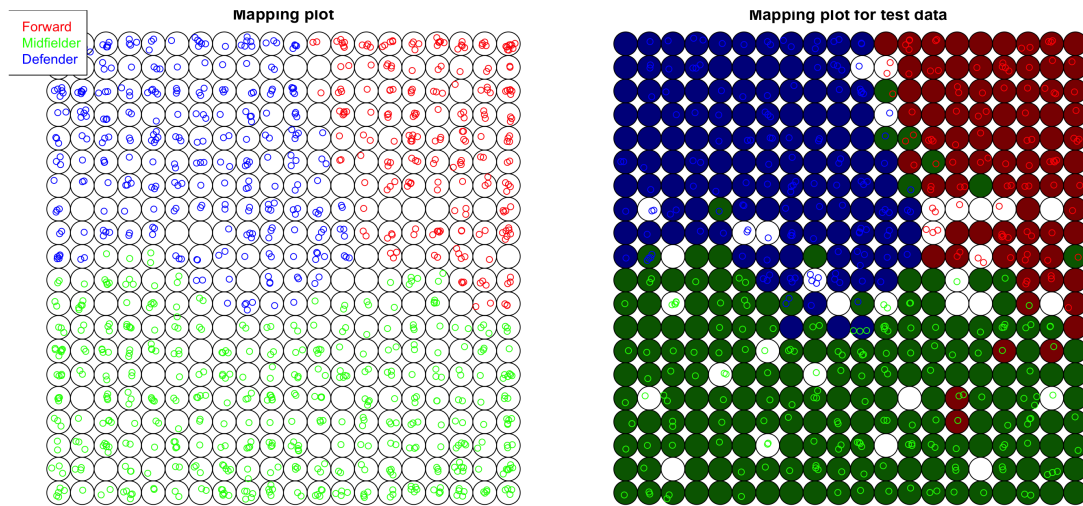 Mapping plot
Mapping plot for test data
Forward
Midfielder
Defender